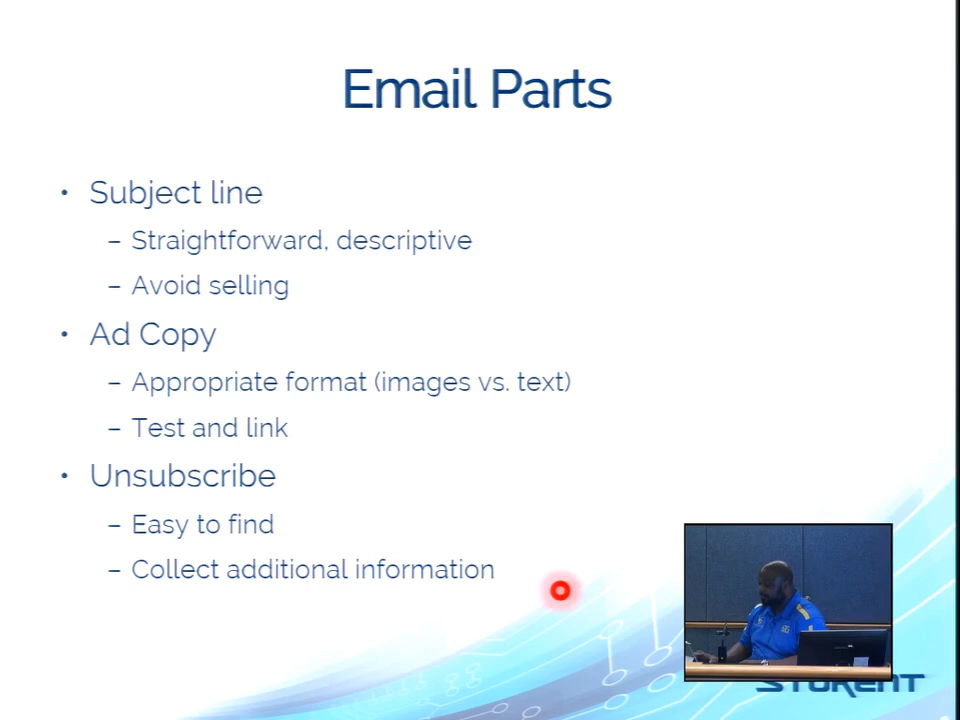 Email Parts
• Subject line
– Straightforward, descriptive
– Avoid selling
• Ad Copy
– Appropriate format (images vs. text)
– Test and link
• Unsubscribe
– Easy to find
– Collect additional information
STUKENT